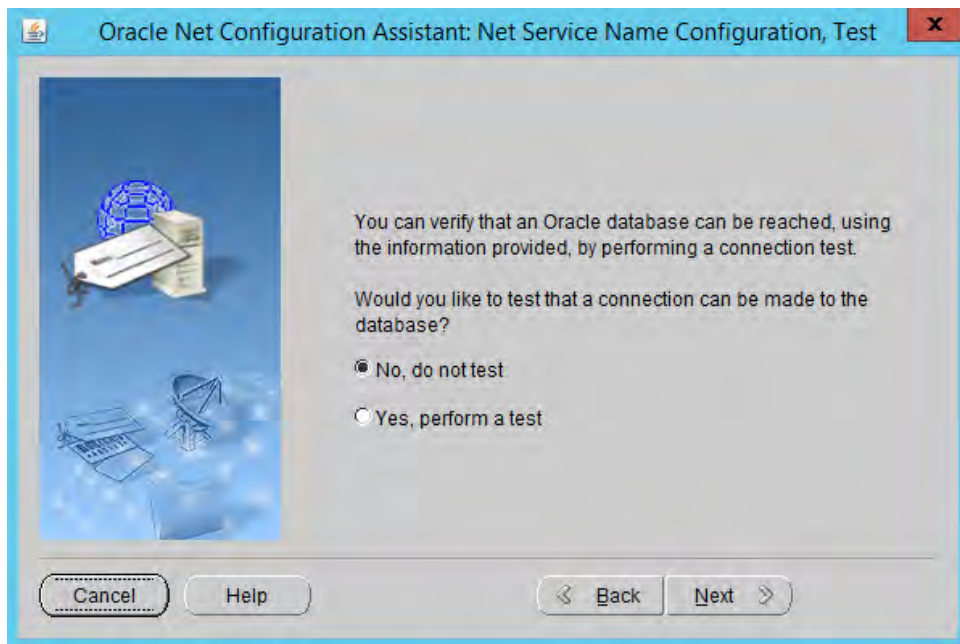 Oracle Net Configuration Assistant: Net Service Name Configuration, Test
X
You can verify that an Oracle database can be reached, using
the information provided, by performing a connection test.
Would you like to test that a connection can be made to the
database?
No, do not test
Yes, perform a test
Cancel
Help
Back
Next